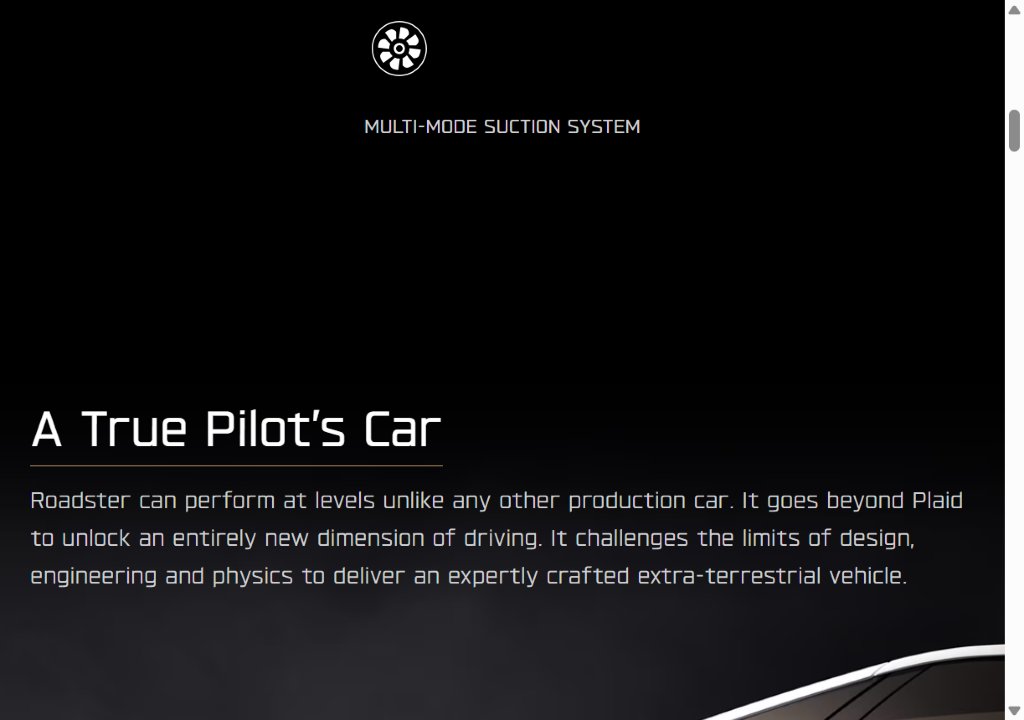 MULTI-MODE SUCTION SYSTEM
A True Pilot's Car
Roadster can perform at levels unlike any other production car. It goes beyond Plaid
to unlock an entirely new dimension of driving. It challenges the limits of design,
engineering and physics to deliver an expertly crafted extra-terrestrial vehicle.